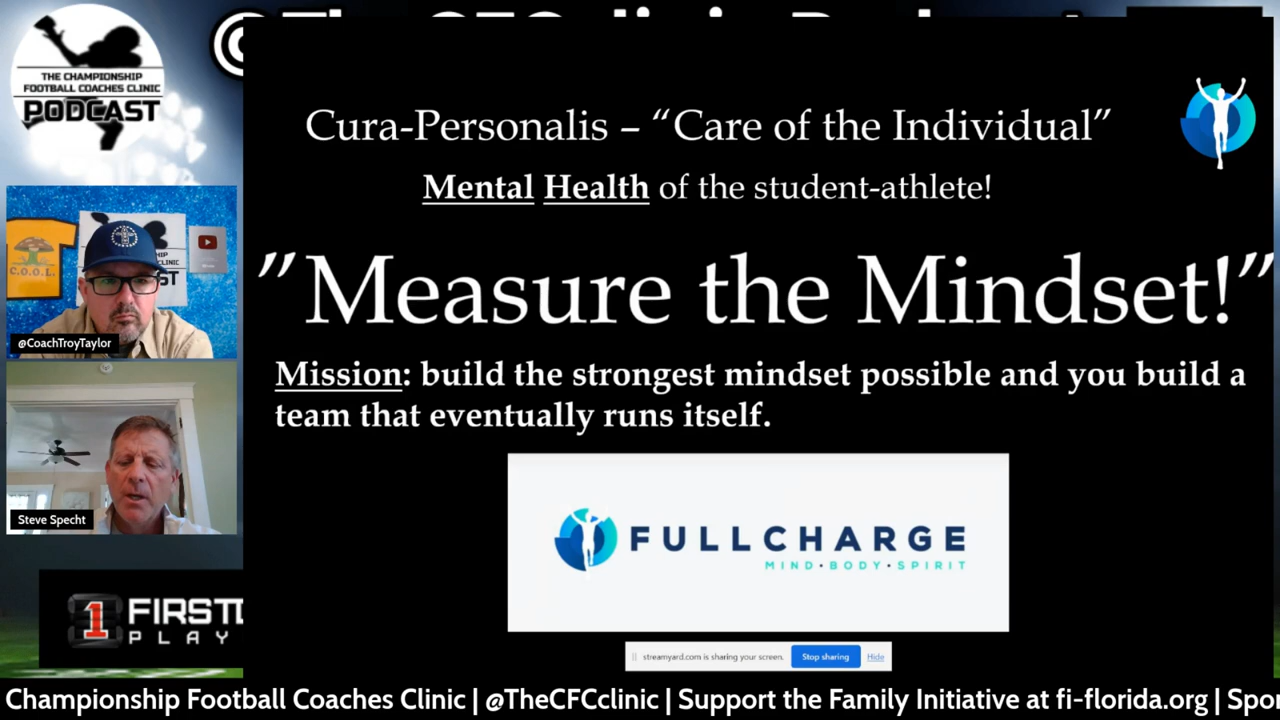 THE CHAMPIONSHIP
FOOTBALL COACHES CLINIC
PODCAST
Cura-Personalis – “Care of the Individual”
Mental Health of the student-athlete!
”Measure the Mindset!”
Mission: build the strongest mindset possible and you build a
team that eventually runs itself.
C.O.O.L.
@CoachTroyTaylor
Steve Specht
FULLCHARGE
MIND•BODY•SPIRIT
1
PLAY
streamyard.com is sharing your screen.
Stop sharing
Hide
Championship Football Coaches Clinic | @TheCFCclinic | Support the Family Initiative at fi-florida.org | Spo